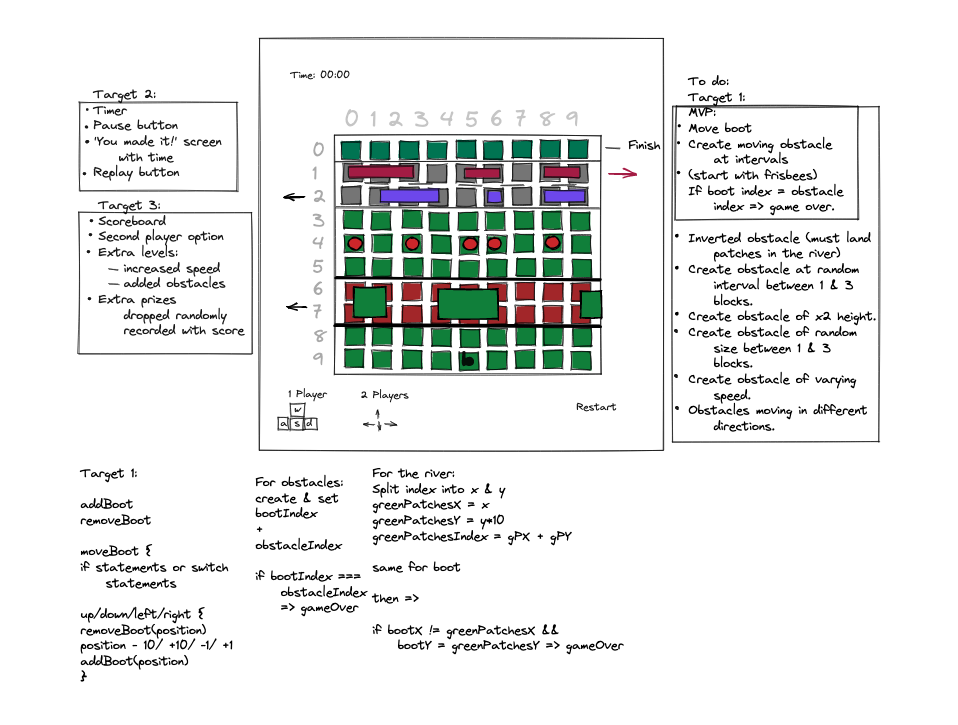 Time: 00:00
0 1 2 3 4 5 6 7 8 9
0
1
2
3
4
5
6
7
8
9
Finish
b
1 Player
w
a s d
2 Players
Restart
Target 2:
• Timer
• Pause button
• 'You made it!' screen
with time
• Replay button
Target 3:
• Scoreboard
• Second player option
• Extra levels:
— increased speed
— added obstacles
• Extra prizes
dropped randomly
recorded with score
To do:
Target 1:
MVP:
• Move boot
• Create moving obstacle
at intervals
• (start with frisbees)
If boot index = obstacle
index => game over.
• Inverted obstacle (must land
patches in the river)
• Create obstacle at random
interval between 1 & 3
blocks.
• Create obstacle of x2 height.
• Create obstacle of random
size between 1 & 3
blocks.
• Create obstacle of varying
speed.
• Obstacles moving in different
directions.
Target 1:
addBoot
removeBoot
moveBoot {
if statements or switch
statements
up/down/left/right {
removeBoot(position)
position - 10/ +10/ -1/ +1
addBoot(position)
}
For obstacles:
create & set
bootIndex
+
obstacleIndex
if bootIndex ===
obstacleIndex
=> gameOver
For the river:
Split index into x & y
greenPatchesX = x
greenPatchesY = y*10
greenPatchesIndex = gPX + gPY
same for boot
then =>
if bootX != greenPatchesX &&
bootY = greenPatchesY => gameOver